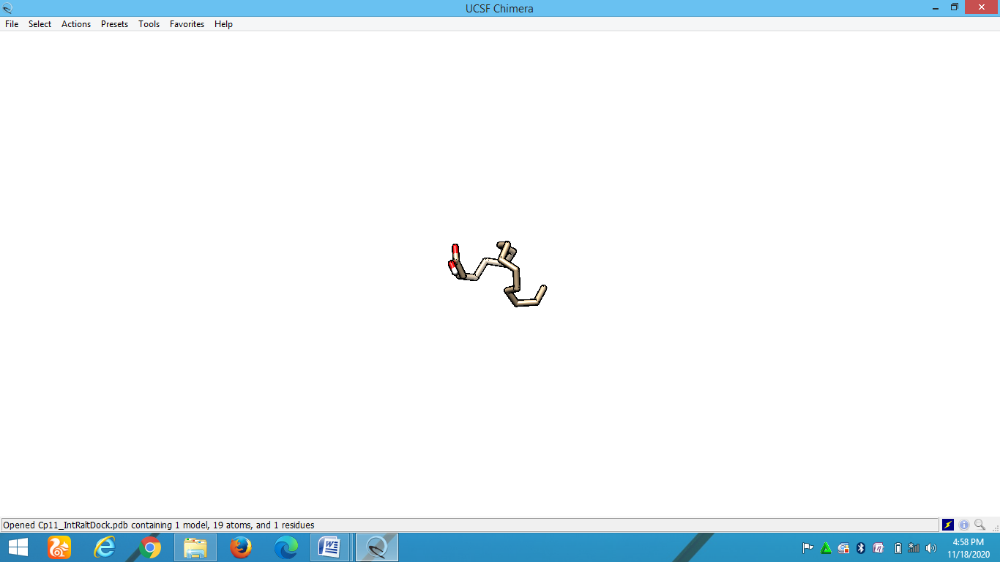 UCSF Chimera
File Select Actions Presets Tools Favorites Help
Opened Cp11_IntRaltDock.pdb containing 1 model, 19 atoms, and 1 residues
4:58 PM
11/18/2020